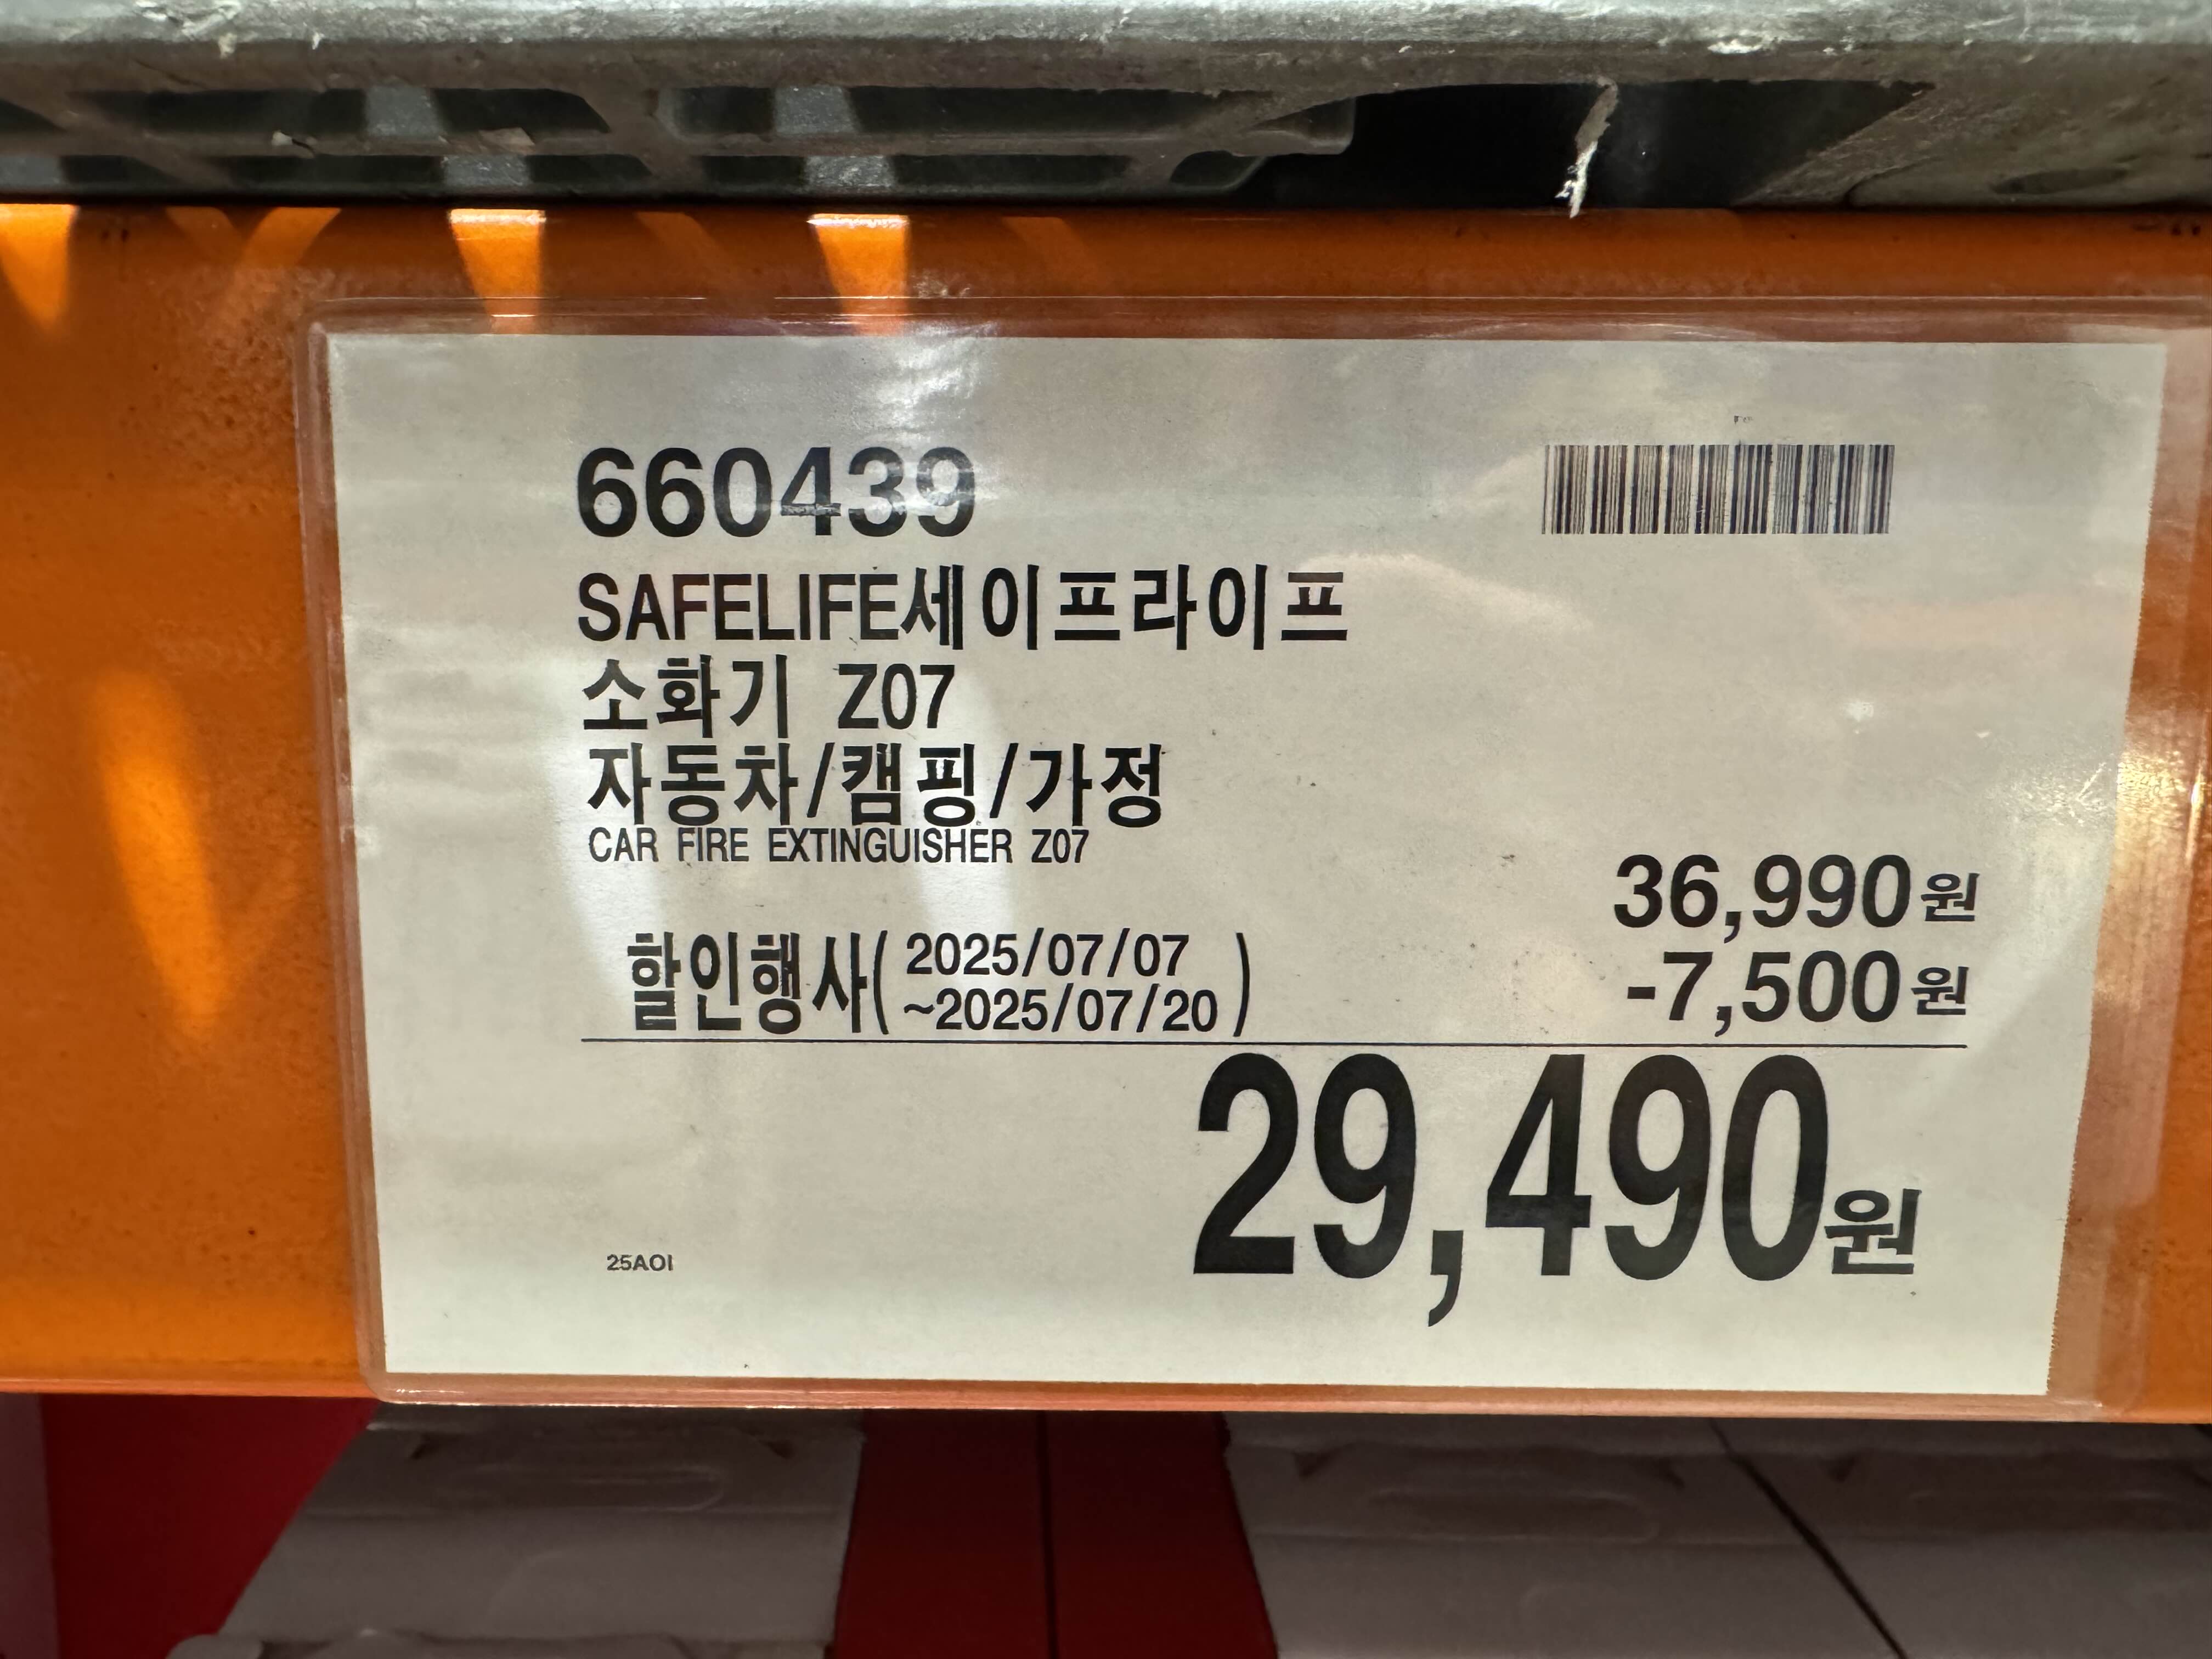 660439
SAFELIFE세이프라이프
소화기 Z07
자동차/캠핑/가정
CAR FIRE EXTINGUISHER Z07
36,990원
할인행사( 2025/07/07
~2025/07/20 )
-7,500원
29,490원
25AOI